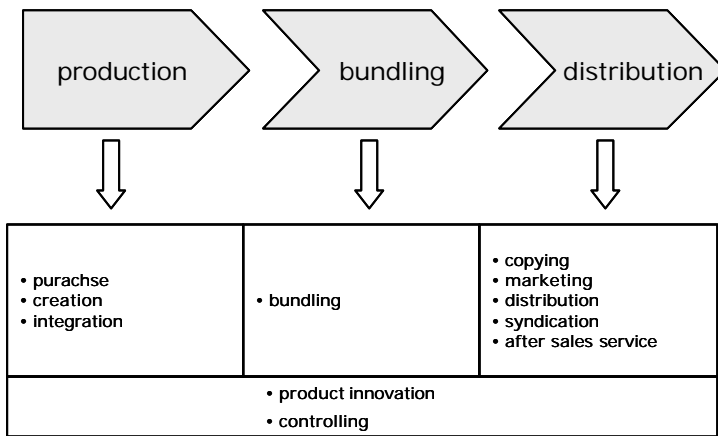 production
bundling
distribution
• purachse
• creation
• integration
• bundling
• copying
• marketing
• distribution
• syndication
• after sales service
• product innovation
• controlling